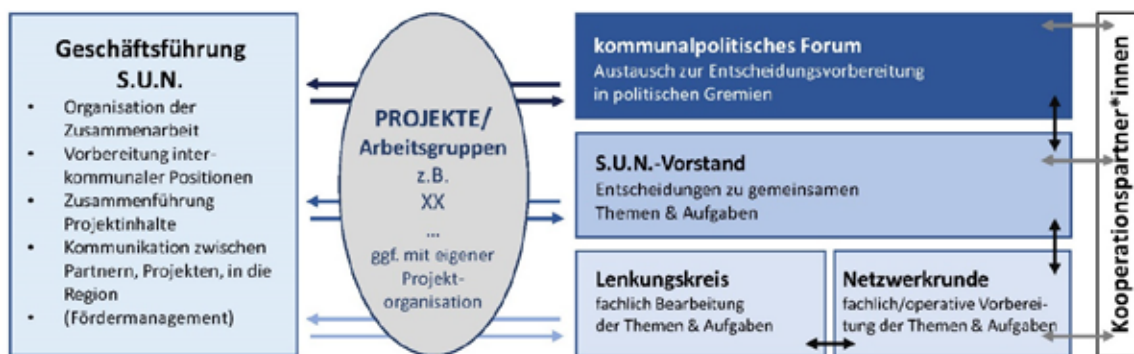 Geschäftsführung
S.U.N.
• Organisation der
Zusammenarbeit
• Vorbereitung inter-
kommunaler Positionen
• Zusammenführung
Projektinhalte
• Kommunikation zwischen
Partnern, Projekten, in die
Region
• (Fördermanagement)
PROJEKTE/
Arbeitsgruppen
z.B.
XX
...
ggf. mit eigener
Projekt-
organisation
kommunalpolitisches Forum
Austausch zur Entscheidungsvorbereitung
in politischen Gremien
S.U.N.-Vorstand
Entscheidungen zu gemeinsamen
Themen & Aufgaben
Lenkungskreis
fachlich Bearbeitung
der Themen & Aufgaben
Netzwerkrunde
fachlich/operative Vorberei-
tung der Themen & Aufgaben
Kooperationspartner*innen